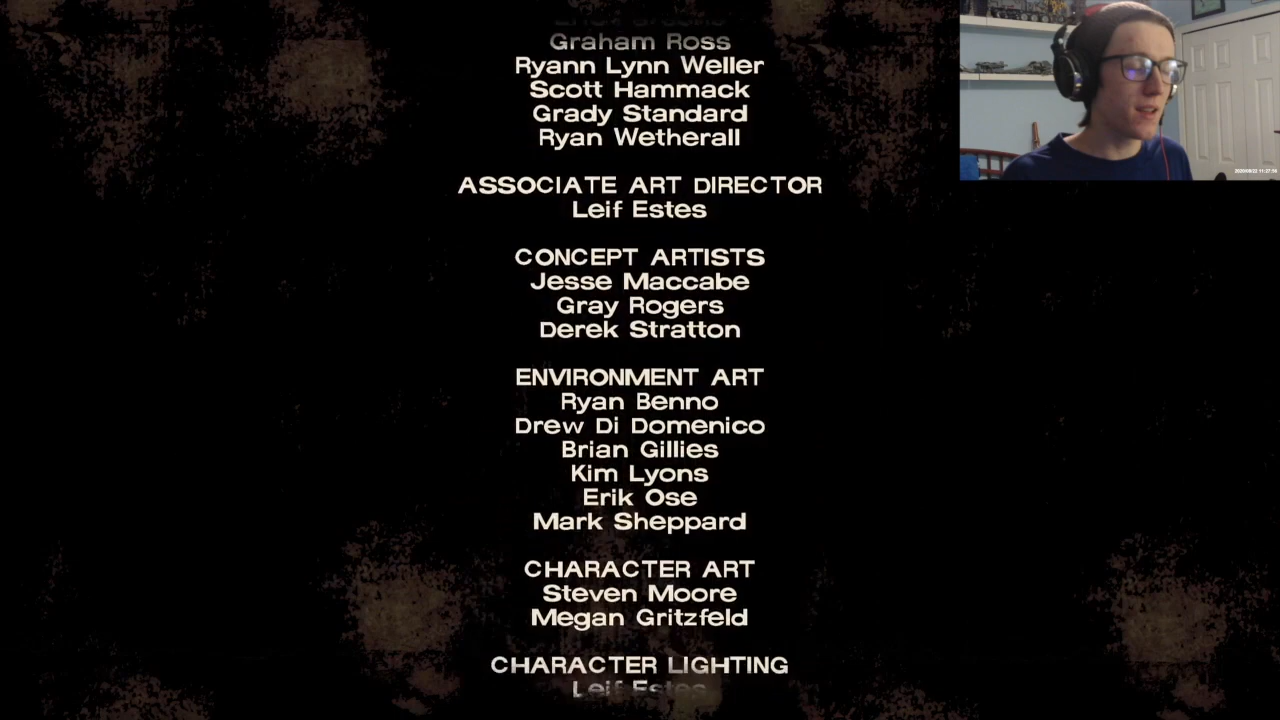 Graham Ross
Ryann Lynn Weller
Scott Hammack
Grady Standard
Ryan Wetherall
ASSOCIATE ART DIRECTOR
Leif Estes
CONCEPT ARTISTS
Jesse Maccabe
Gray Rogers
Derek Stratton
ENVIRONMENT ART
Ryan Benno
Drew Di Domenico
Brian Gillies
Kim Lyons
Erik Ose
Mark Sheppard
CHARACTER ART
Steven Moore
Megan Gritzfeld
CHARACTER LIGHTING
Leif Estes